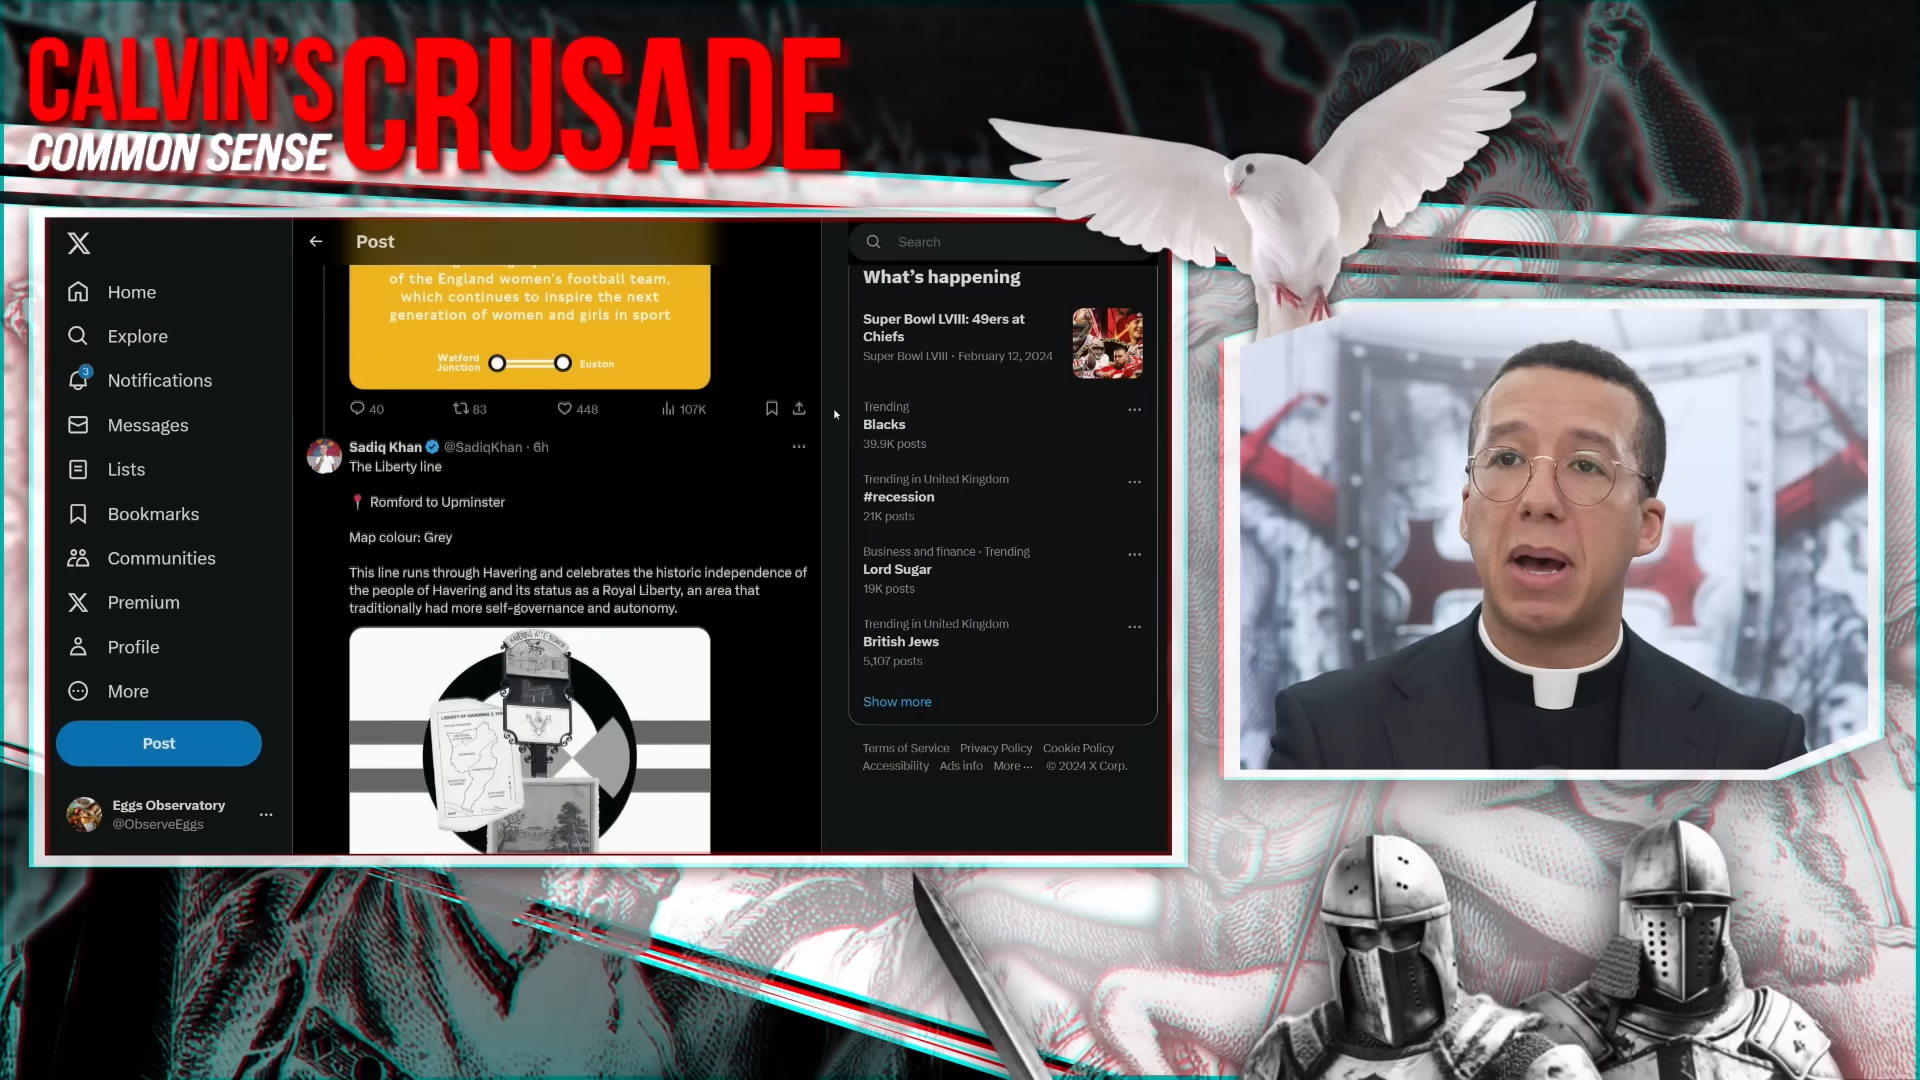 CALVIN'S
COMMON SENSE
CRUSADE
Home
Explore
3
Notifications
Messages
Lists
Bookmarks
Communities
Premium
Profile
More
Post
Eggs Observatory
@ObserveEggs
Post
of the England women's football team,
which continues to inspire the next
generation of women and girls in sport
Watford
Junction
Euston
40
83
448
107K
Sadiq Khan @SadiqKhan · 6h
The Liberty line
Romford to Upminster
Map colour: Grey
This line runs through Havering and celebrates the historic independence of
the people of Havering and its status as a Royal Liberty, an area that
traditionally had more self-governance and autonomy.
HAVERING-ATTE-BOWER
Search
What's happening
Super Bowl LVIII: 49ers at
Chiefs
Super Bowl LVIII · February 12, 2024
Trending
Blacks
39.9K posts
Trending in United Kingdom
#recession
21K posts
Business and finance · Trending
Lord Sugar
19K posts
Trending in United Kingdom
British Jews
5,107 posts
Show more
Terms of Service Privacy Policy Cookie Policy
Accessibility Ads info More ··· © 2024 X Corp.